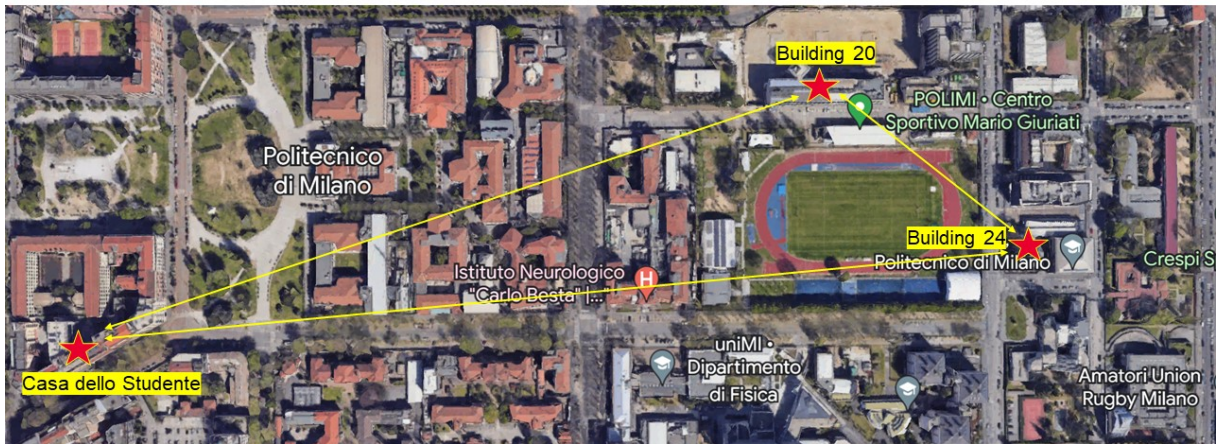 Building 20
POLIMI • Centro
Sportivo Mario Giuriati
Politecnico
di Milano
Building 24
Politecnico di Milano
Crespi S
Istituto Neurologico
"Carlo Besta" |..."
H
Casa dello Studente
uniMI •
Dipartimento
di Fisica
Amatori Union
Rugby Milano